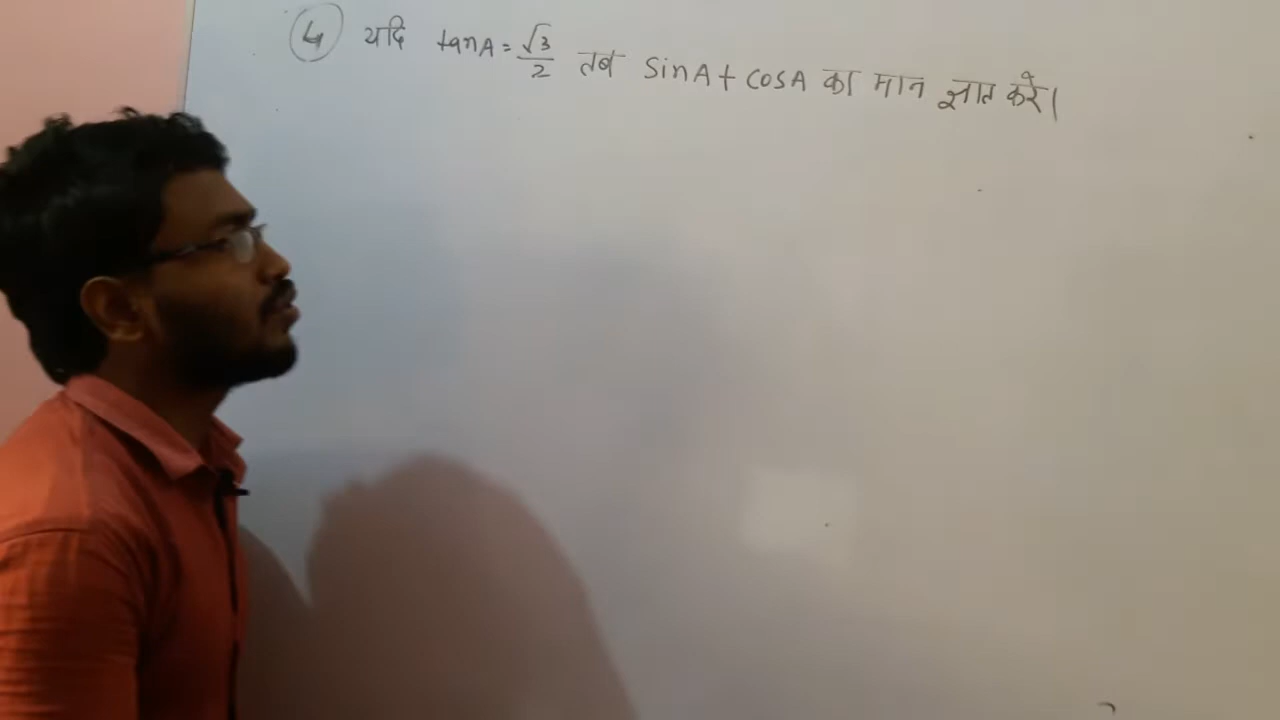 ④ यदि tanA = √3/2 तब sinA + cosA का मान ज्ञात करें।